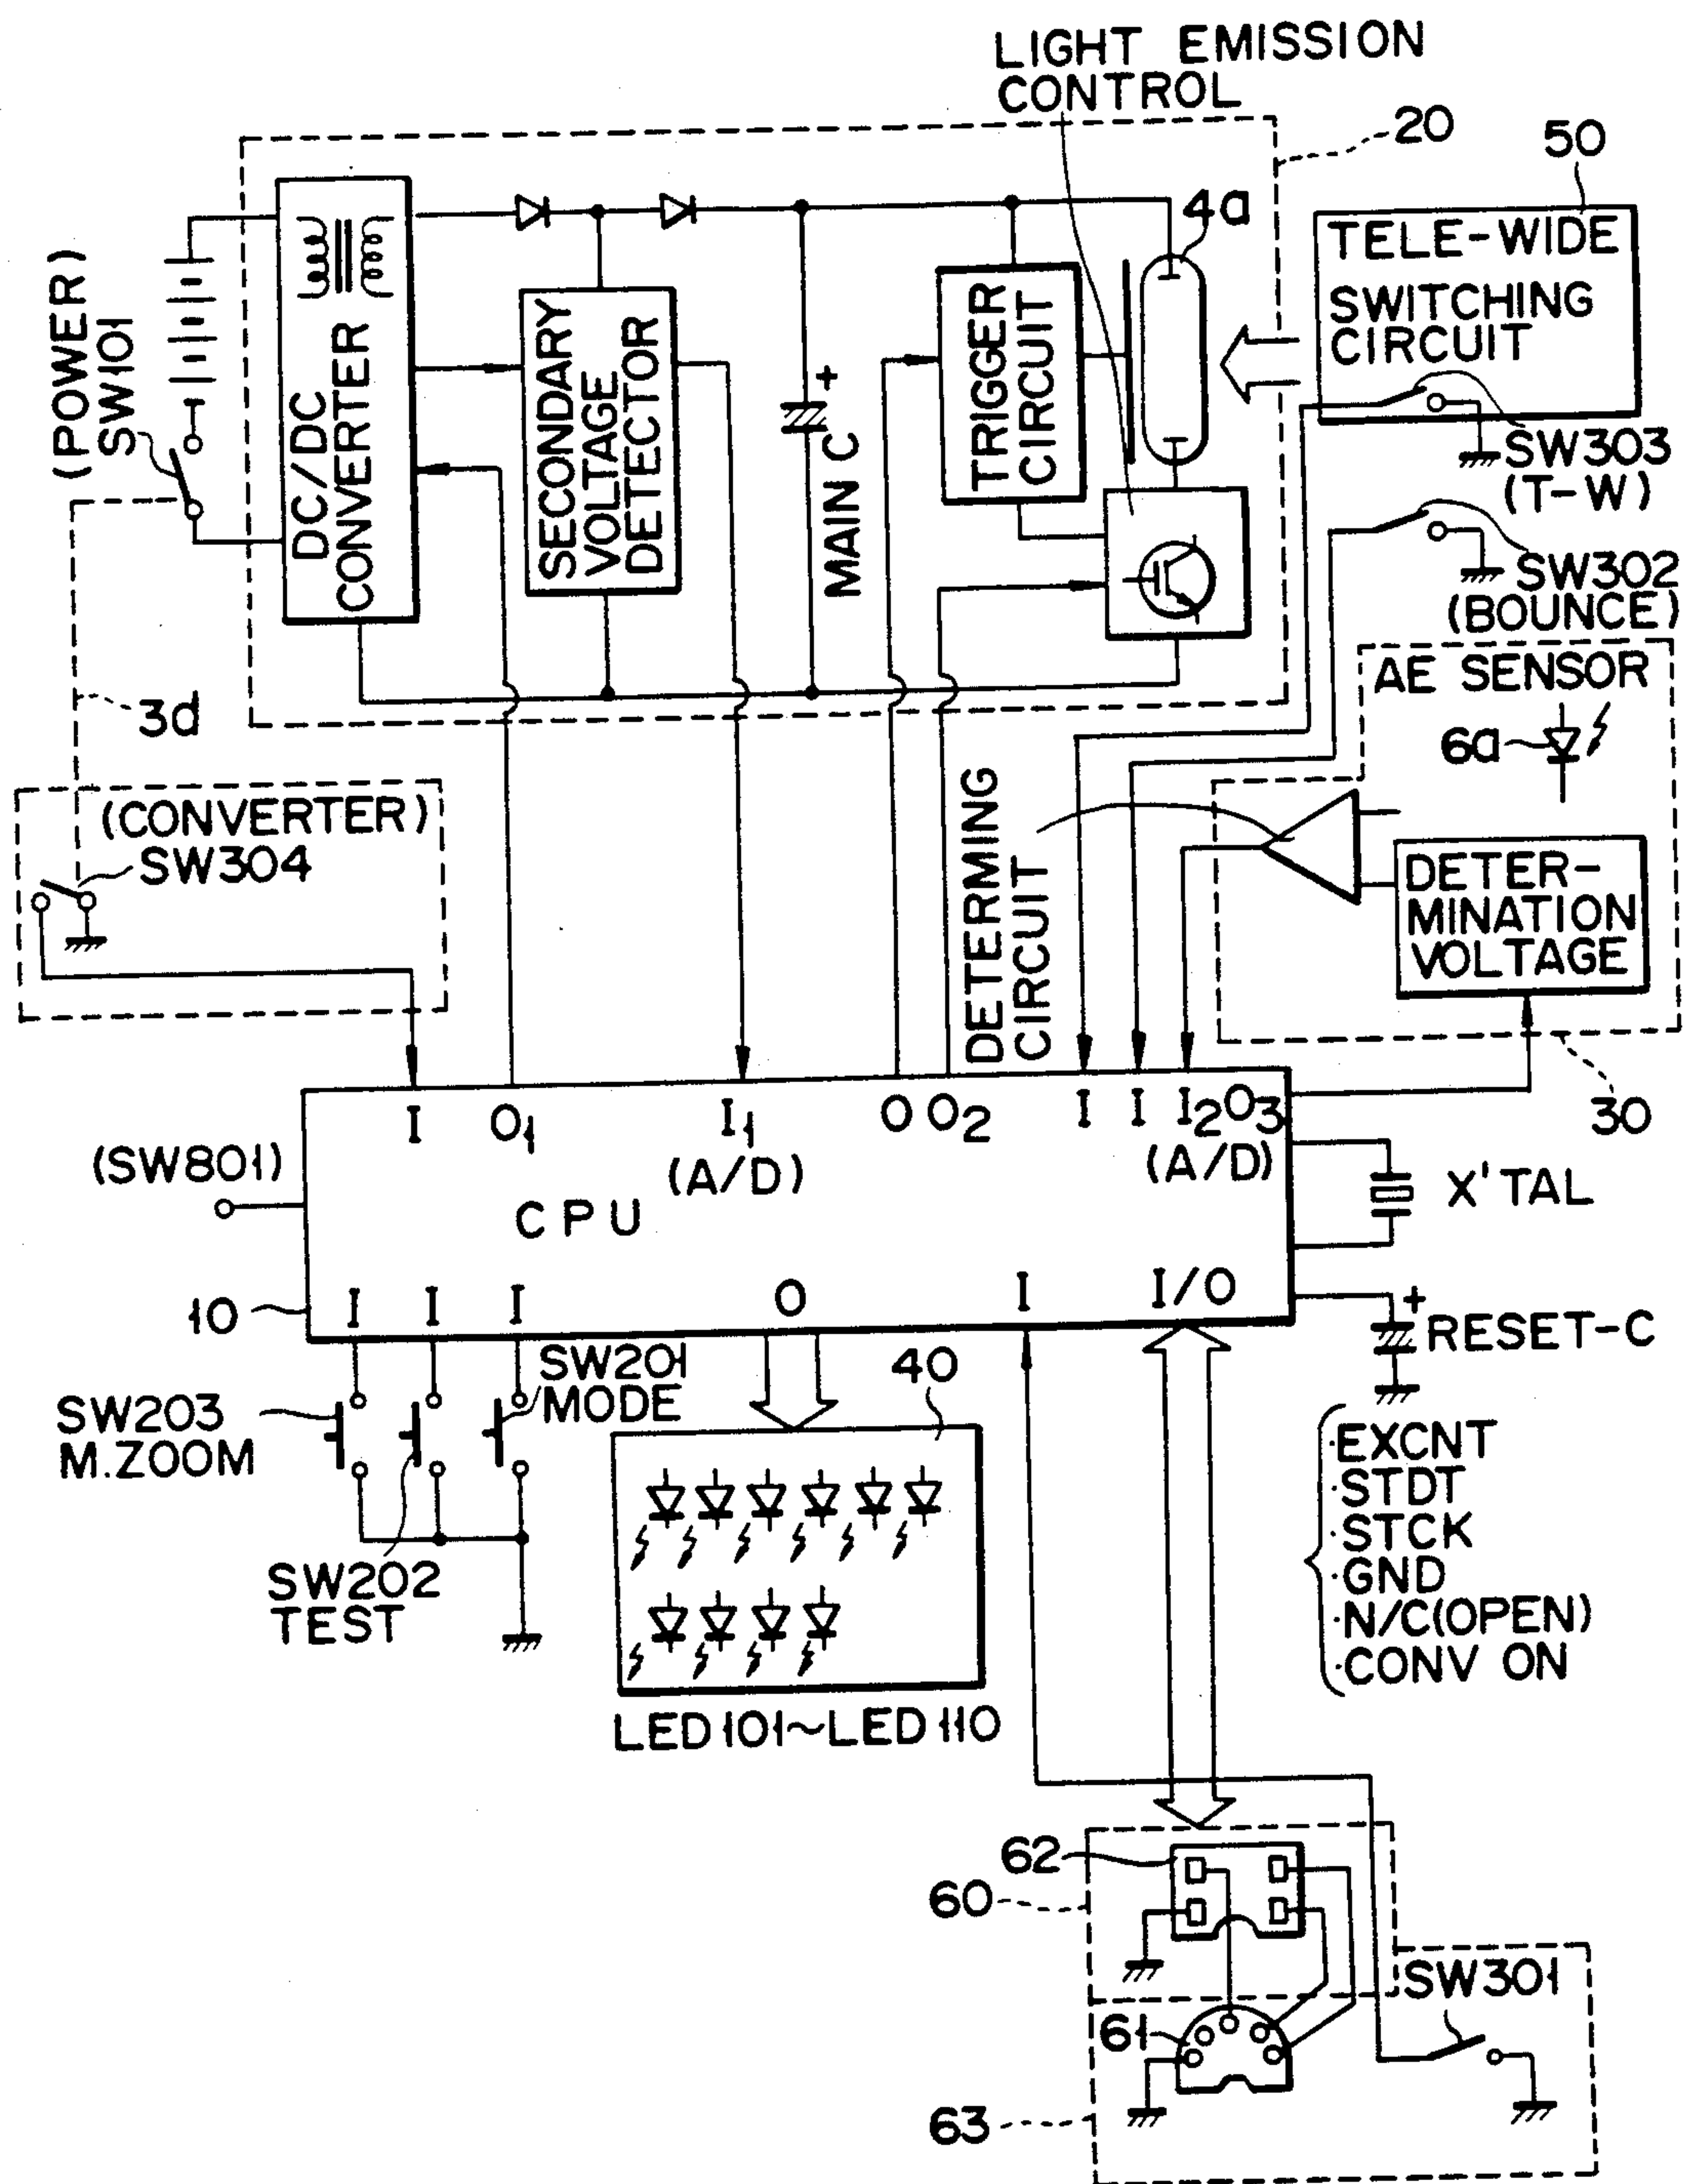 LIGHT EMISSION
CONTROL
20
50
4a
TELE-WIDE
SWITCHING
CIRCUIT
(POWER)
SW101
DC/DC
CONVERTER
SECONDARY
VOLTAGE
DETECTOR
+
MAIN C
TRIGGER
CIRCUIT
SW303
(T-W)
SW302
(BOUNCE)
AE SENSOR
6a
3d
(CONVERTER)
SW304
DETERMING
CIRCUIT
DETER-
MINATION
VOLTAGE
30
I O1 I1 O O2 I I I2 O3
(A/D) (A/D)
(SW801)
CPU
X'TAL
10
I I I O I I/O
+
RESET-C
SW203
M.ZOOM
SW201
MODE
40
SW202
TEST
·EXCNT
·STDT
·STCK
·GND
·N/C(OPEN)
·CONV ON
LED101~LED110
62
60
SW301
61
63